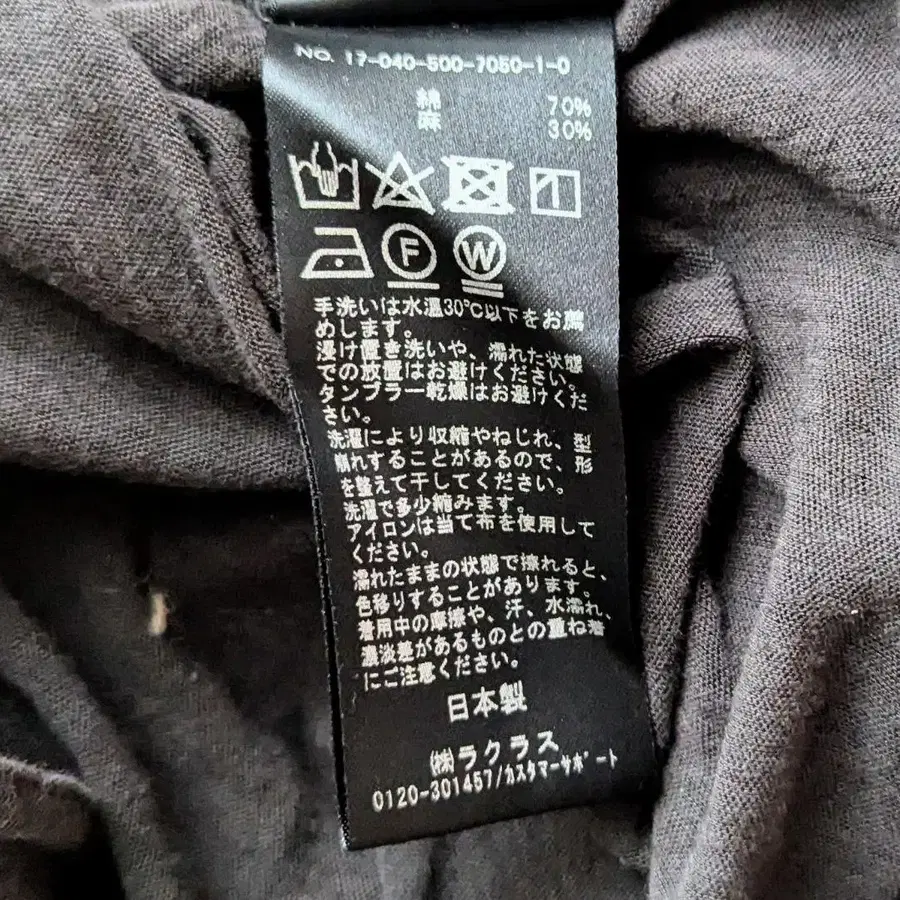 NO. 17-040-500-7050-1-0
綿 70%
麻 30%
F W
手洗いは水温30℃以下をお薦
めします。
浸け置き洗いや、濡れた状態
での放置はお避けください。
タンブラー乾燥はお避けくだ
さい。
洗濯により収縮やねじれ、型
崩れすることがあるので、形
を整えて干してください。
洗濯で多少縮みます。
アイロンは当て布を使用して
ください。
濡れたままの状態で擦れると、
色移りすることがあります。
着用中の摩擦や、汗、水濡れ、
濃淡差があるものとの重ね着
にご注意ください。
日本製
㈱ラクラス
0120-301457/カスタマーサポート